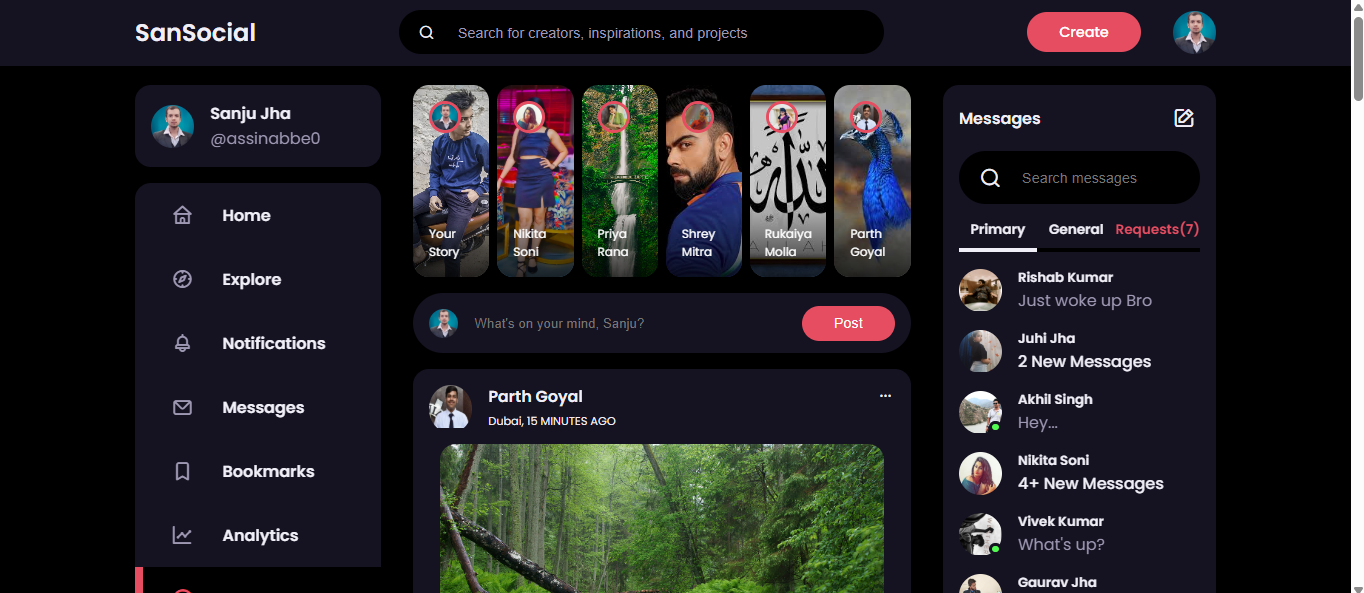 SanSocial
Search for creators, inspirations, and projects
Create
Sanju Jha
@assinabbe0
Home
Explore
Notifications
Messages
Bookmarks
Analytics
Your
Story
Nikita
Soni
Priya
Rana
Shrey
Mitra
Rukaiya
Molla
Parth
Goyal
What's on your mind, Sanju?
Post
Parth Goyal
Dubai, 15 MINUTES AGO
Messages
Search messages
Primary General Requests(7)
Rishab Kumar
Just woke up Bro
Juhi Jha
2 New Messages
Akhil Singh
Hey...
Nikita Soni
4+ New Messages
Vivek Kumar
What's up?
Gaurav Jha